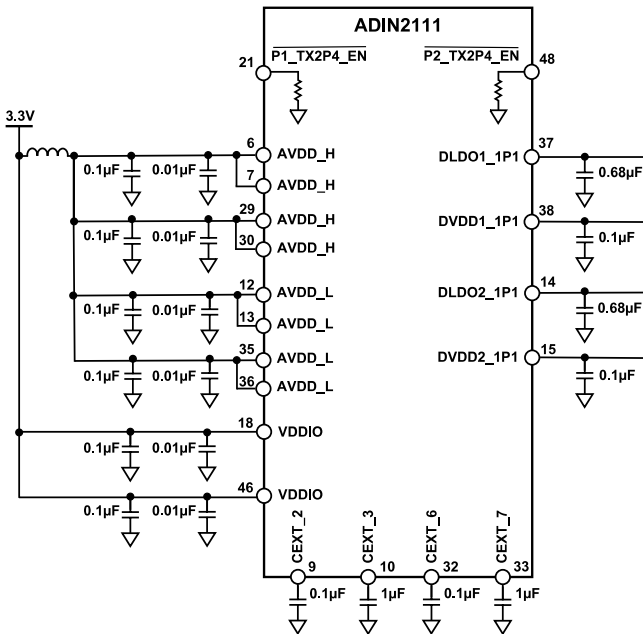 ADIN2111
P1_TX2P4_EN
P2_TX2P4_EN
21
48
3.3V
6
AVDD_H
0.1µF
0.01µF
7
AVDD_H
29
AVDD_H
0.1µF
0.01µF
30
AVDD_H
12
AVDD_L
0.1µF
0.01µF
13
AVDD_L
35
AVDD_L
0.1µF
0.01µF
36
AVDD_L
18
VDDIO
0.1µF
0.01µF
46
VDDIO
0.1µF
0.01µF
37
DLDO1_1P1
0.68µF
38
DVDD1_1P1
0.1µF
14
DLDO2_1P1
0.68µF
15
DVDD2_1P1
0.1µF
CEXT_2
CEXT_3
CEXT_6
CEXT_7
9
10
32
33
0.1µF
1µF
0.1µF
1µF